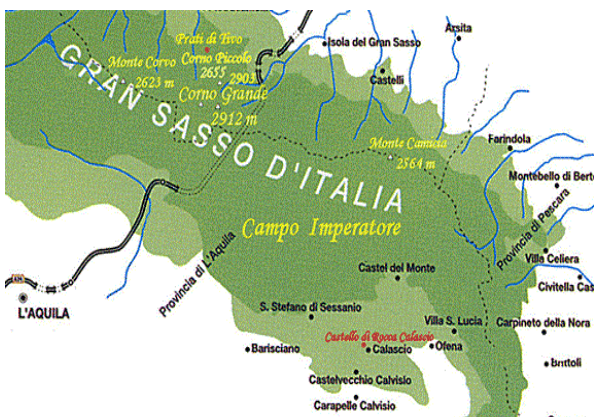 Arsita
Isola del Gran Sasso
Prati di Tivo
Corno Piccolo
2655
Monte Corvo
2623 m
Castelli
Corno Grande
2912 m
GRAN SASSO D'ITALIA
Monte Camicia
2564 m
Farindola
Montebello di Berto
Campo Imperatore
Provincia di Pescara
Provincia di L'Aquila
Villa Celiera
Castel del Monte
Civitella Cas
L'AQUILA
S. Stefano di Sessanio
Villa S. Lucia
Carpineto della Nora
Castello di Rocca Calascio
Barisciano
Calascio
Ofena
Brittoli
Castelvecchio Calvisio
Carapelle Calvisio